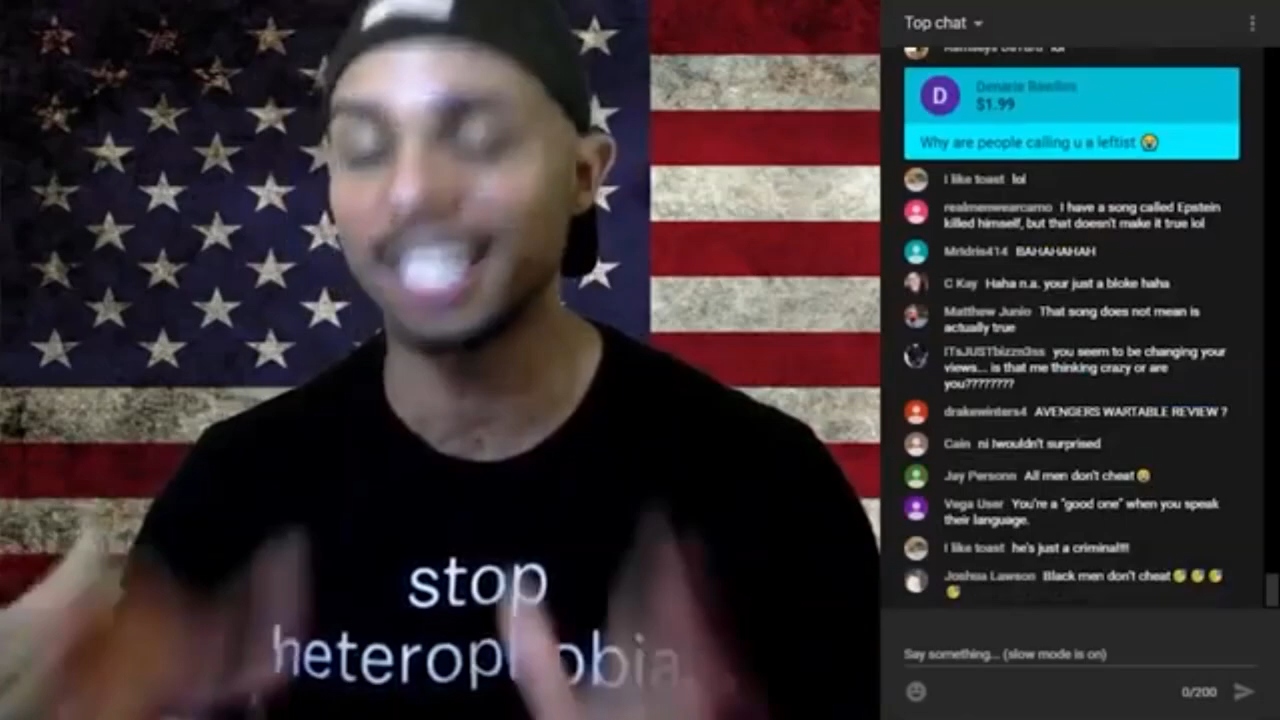 Top chat
$1.99
Why are people calling u a leftist
I like toast lol
realmenwearcamo I have a song called Epstein
killed himself, but that doesn't make it true lol
MrIdris414 BAHAHAHAH
C Kay Haha n.a. your just a bloke haha
Matthew Junio That song does not mean is
actually true
ITsJUSTbizzn3ss you seem to be changing your
views... is that me thinking crazy or are
you????????
drakewinters4 AVENGERS WARTABLE REVIEW ?
Cain ni Iwouldn't surprised
Jay Personn All men don't cheat
Vega User You're a "good one" when you speak
their language.
I like toast he's just a criminal!!!
Joshua Lawson Black men don't cheat
Say something... (slow mode is on)
0/200
D
stop
heterophobia.